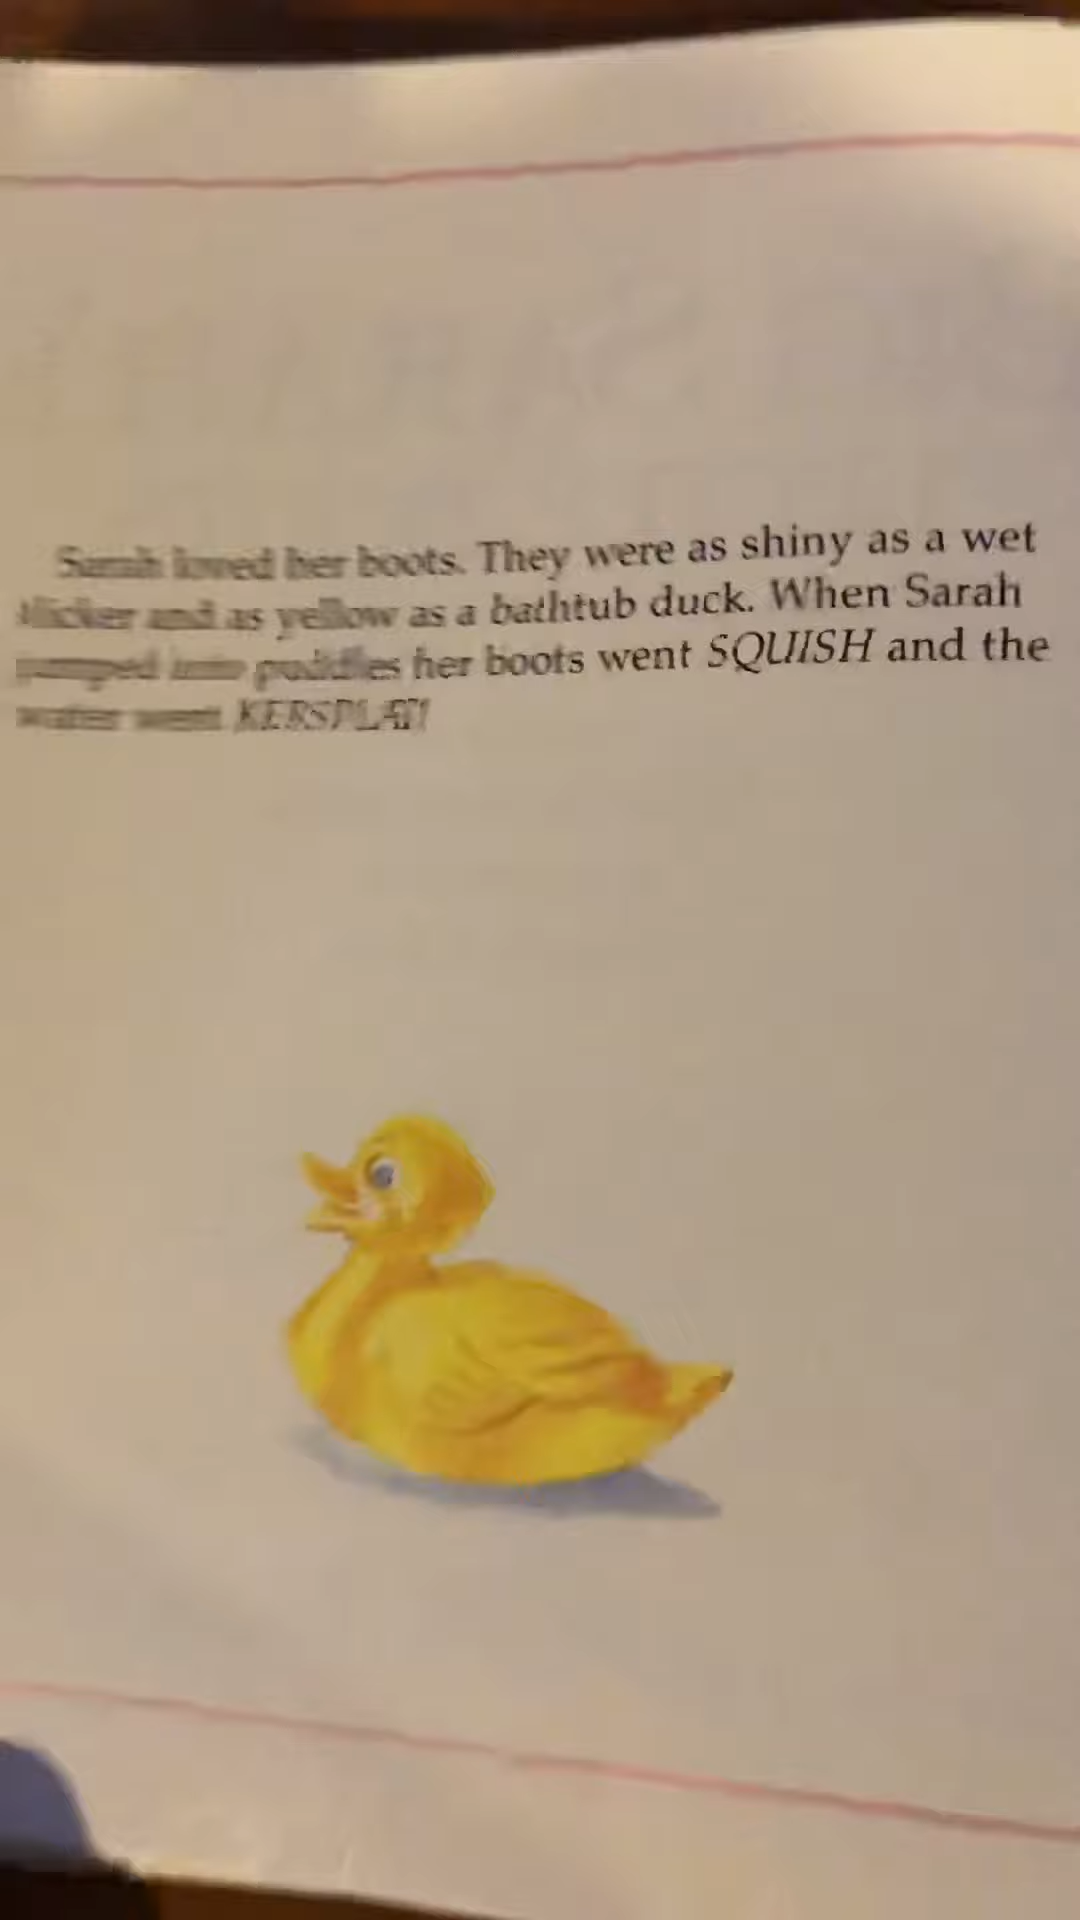 Sarah loved her boots. They were as shiny as a wet
slicker and as yellow as a bathtub duck. When Sarah
jumped into puddles her boots went SQUISH and the
water went KERSPLAT!